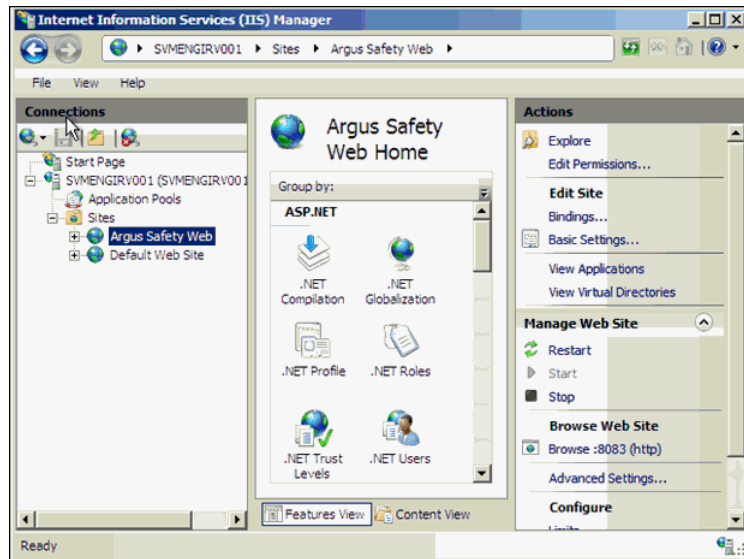 Internet Information Services (IIS) Manager
SVMENGIRV001 Sites Argus Safety Web
File View Help
Connections
Start Page
SVMENGIRV001 (SVMENGIRV001
Application Pools
Sites
Argus Safety Web
Default Web Site
Argus Safety
Web Home
Group by:
ASP.NET
.NET
Compilation
.NET
Globalization
.NET Profile
.NET Roles
.NET Trust
Levels
.NET Users
Features View
Content View
Actions
Explore
Edit Permissions...
Edit Site
Bindings...
Basic Settings...
View Applications
View Virtual Directories
Manage Web Site
Restart
Start
Stop
Browse Web Site
Browse :8083 (http)
Advanced Settings...
Configure
Limits
Ready